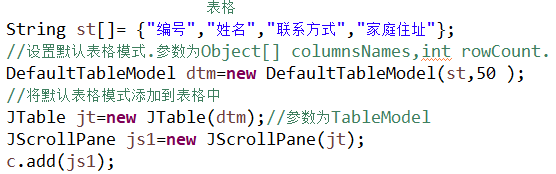 表格
String st[]= {"编号","姓名","联系方式","家庭住址"};
//设置默认表格模式.参数为Object[] columnsNames,int rowCount.
DefaultTableModel dtm=new DefaultTableModel(st,50 );
//将默认表格模式添加到表格中
JTable jt=new JTable(dtm);//参数为TableModel
JScrollPane js1=new JScrollPane(jt);
c.add(js1);